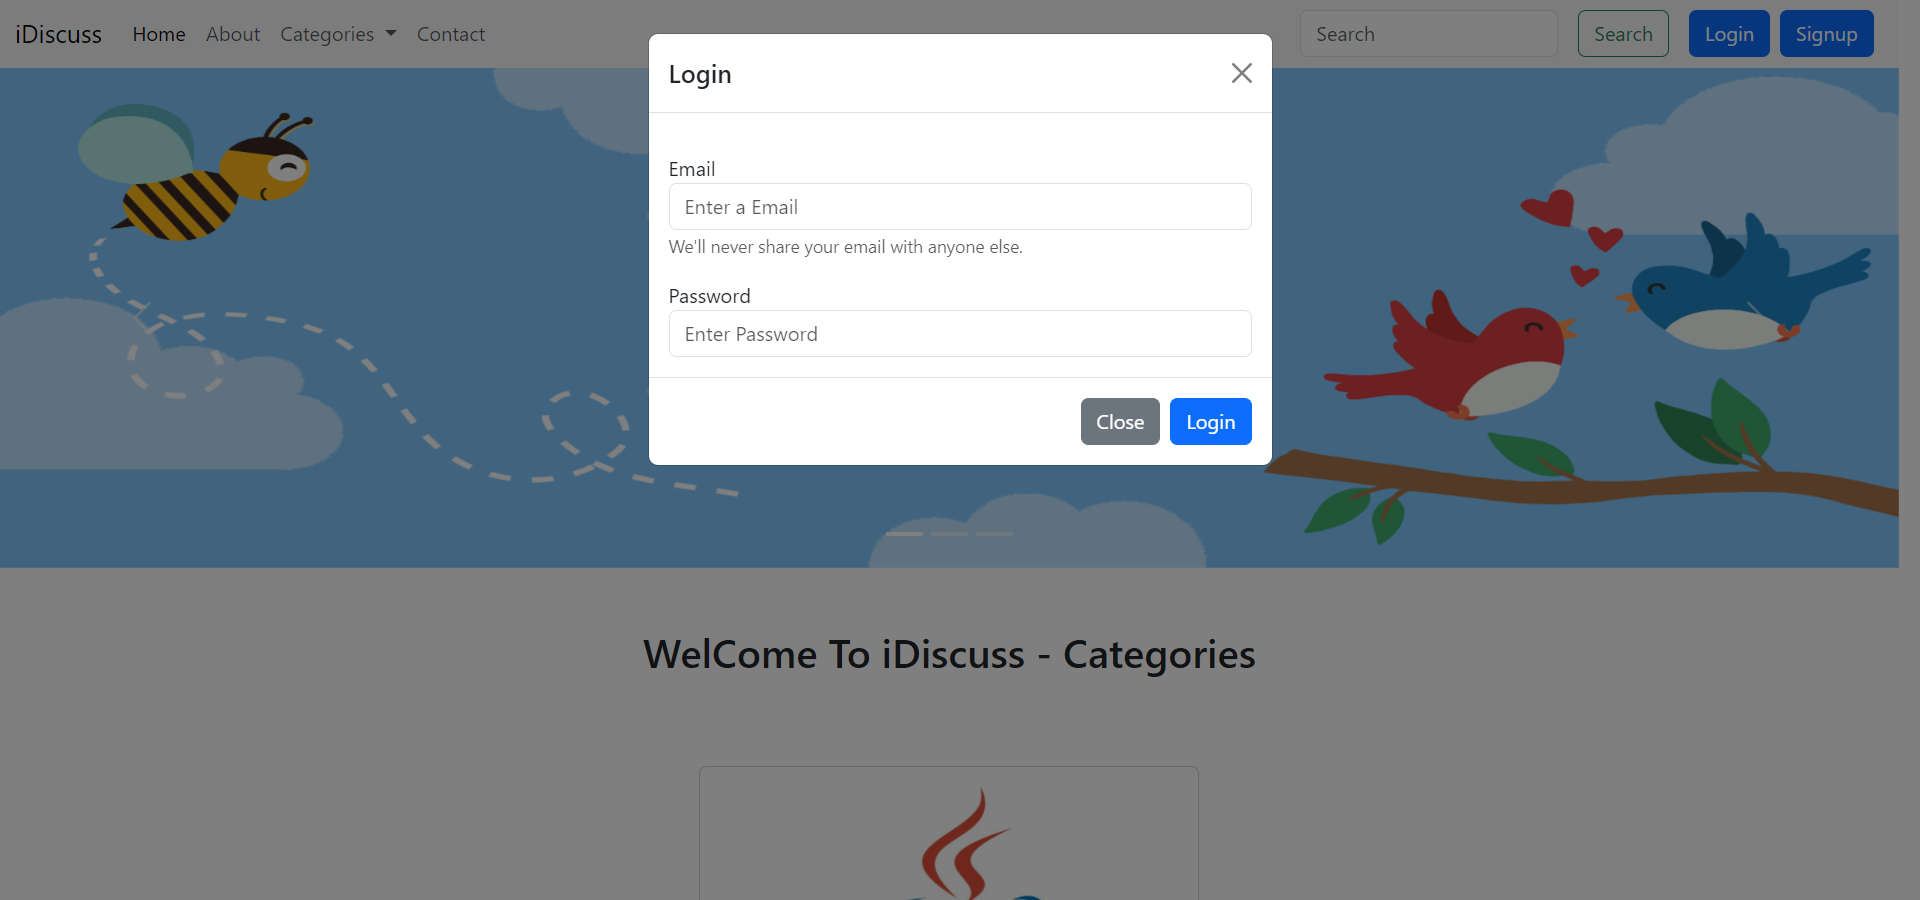 iDiscuss Home About Categories Contact Search Search Login Signup
Login
Email
Enter a Email
We'll never share your email with anyone else.
Password
Enter Password
Close Login
WelCome To iDiscuss - Categories